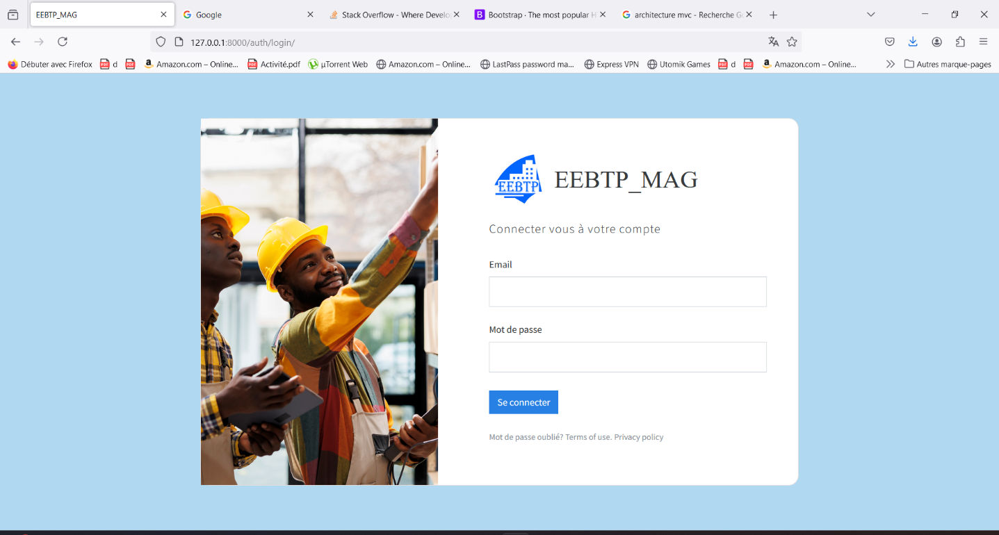 EEBTP_MAG
Google
Stack Overflow - Where Develo
Bootstrap · The most popular H
architecture mvc - Recherche Go
127.0.0.1:8000/auth/login/
Débuter avec Firefox
d
Amazon.com – Online...
Activité.pdf
µTorrent Web
Amazon.com – Online...
LastPass password ma...
Express VPN
Utomik Games
d
Amazon.com – Online...
Autres marque-pages
EEBTP
EEBTP_MAG
Connecter vous à votre compte
Email
Mot de passe
Se connecter
Mot de passe oublié? Terms of use. Privacy policy